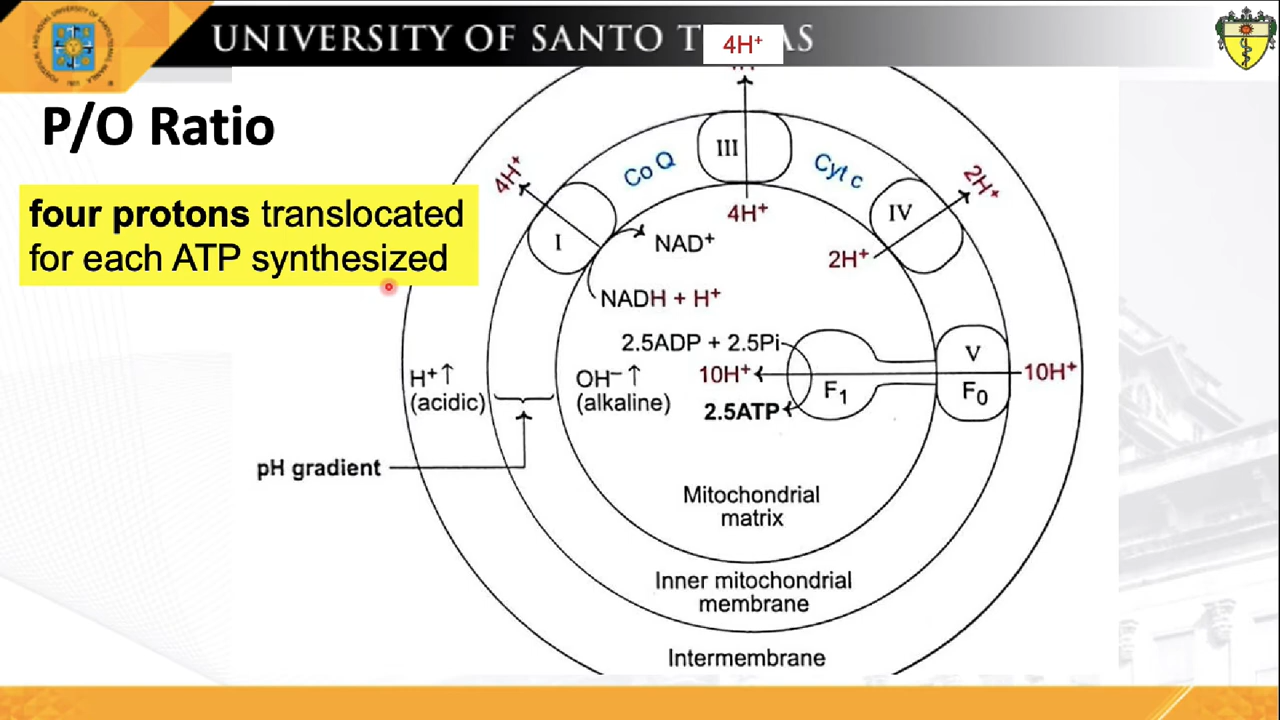 UNIVERSITY OF SANTO T AS
4H⁺
P/O Ratio
four protons translocated
for each ATP synthesized
4H⁺
Co Q
III
Cyt c
2H⁺
4H⁺
I
NAD⁺
IV
2H⁺
NADH + H⁺
2.5ADP + 2.5Pi
V
H⁺↑
(acidic)
OH⁻ ↑
(alkaline)
10H⁺
F₁
F₀
10H⁺
2.5ATP
pH gradient
Mitochondrial
matrix
Inner mitochondrial
membrane
Intermembrane